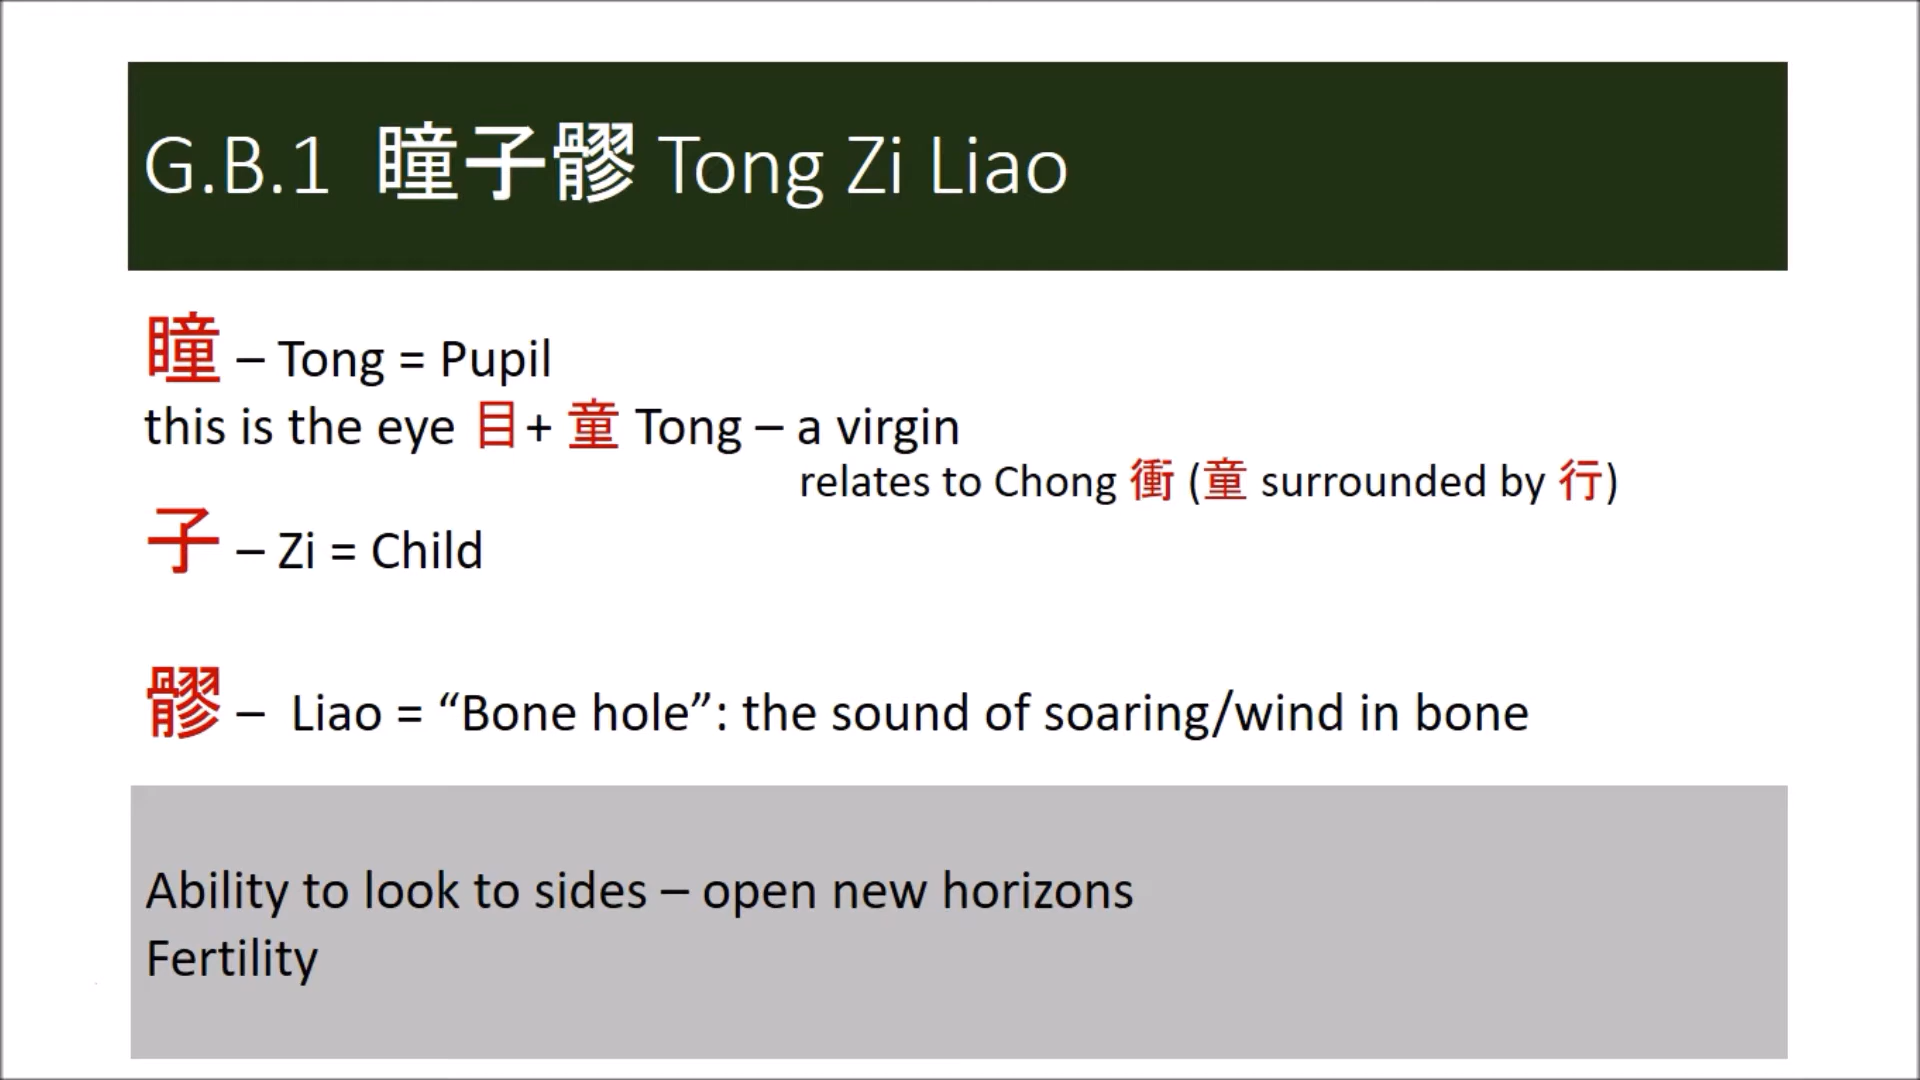 G.B.1 瞳子髎 Tong Zi Liao
瞳 – Tong = Pupil
this is the eye 目+ 童 Tong – a virgin
relates to Chong 衝 (童 surrounded by 行)
子 – Zi = Child
髎 – Liao = “Bone hole”: the sound of soaring/wind in bone
Ability to look to sides – open new horizons
Fertility